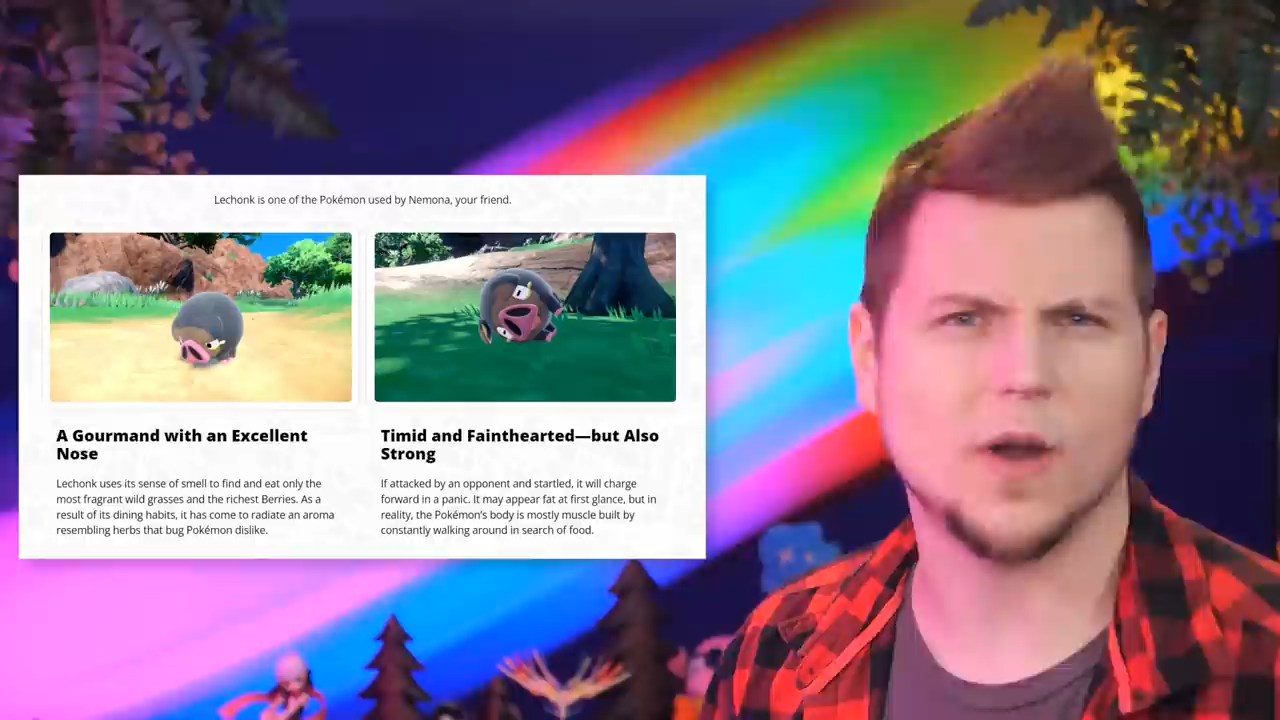 Lechonk is one of the Pokémon used by Nemona, your friend.
A Gourmand with an Excellent
Nose
Lechonk uses its sense of smell to find and eat only the
most fragrant wild grasses and the richest Berries. As a
result of its dining habits, it has come to radiate an aroma
resembling herbs that bug Pokémon dislike.
Timid and Fainthearted—but Also
Strong
If attacked by an opponent and startled, it will charge
forward in a panic. It may appear fat at first glance, but in
reality, the Pokémon’s body is mostly muscle built by
constantly walking around in search of food.